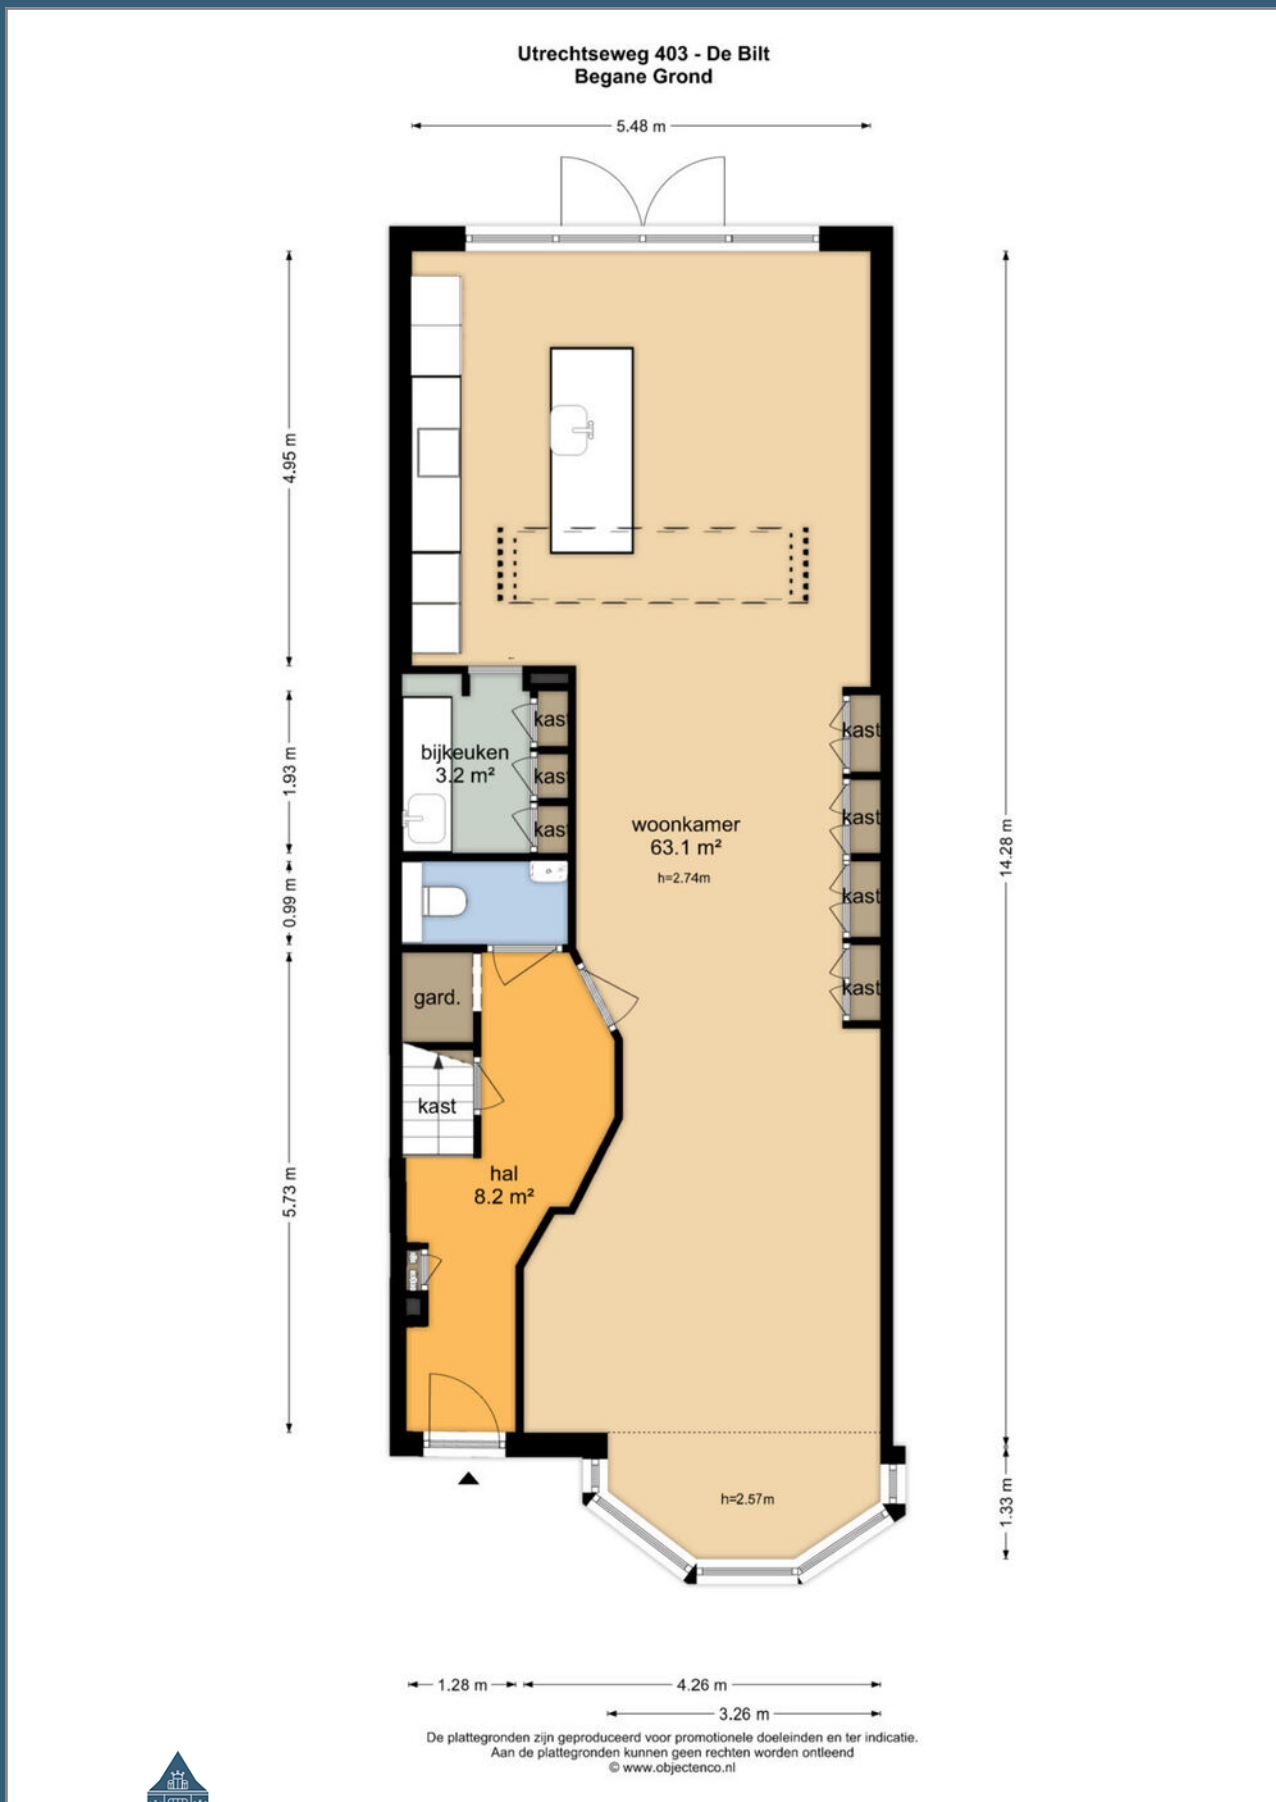 Utrechtseweg 403 - De Bilt
Begane Grond
5.48 m
4.95 m
kast
kast
bijkeuken
3.2 m²
kast
kast
1.93 m
woonkamer
63.1 m²
h=2.74m
kast
kast
14.28 m
0.99 m
kast
kast
gard.
kast
hal
8.2 m²
5.73 m
h=2.57m
1.33 m
1.28 m
4.26 m
3.26 m
De plattegronden zijn geproduceerd voor promotionele doeleinden en ter indicatie.
Aan de plattegronden kunnen geen rechten worden ontleend
© www.objectenco.nl